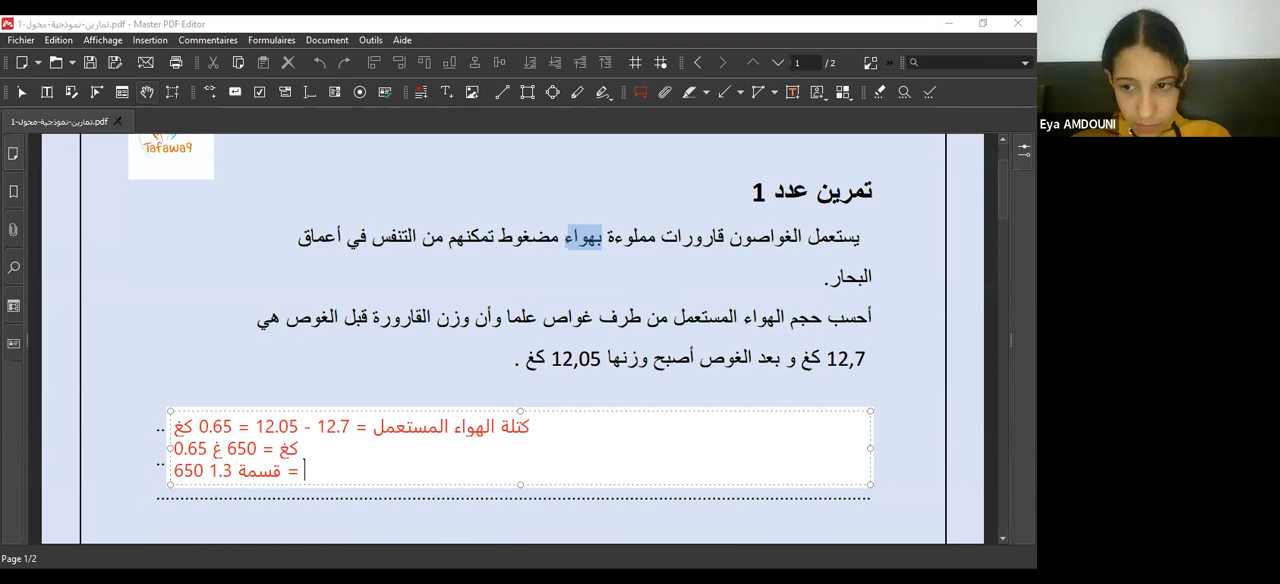 1-تمارين-نموذجية-محول.pdf - Master PDF Editor
Fichier Edition Affichage Insertion Commentaires Formulaires Document Outils Aide
1 / 2
1-تمارين-نموذجية-محول.pdf
Eya AMDOUNI
Tafawa9
تمرين عدد 1
يستعمل الغواصون قارورات مملوءة بهواء مضغوط تمكنهم من التنفس في أعماق
البحار.
أحسب حجم الهواء المستعمل من طرف غواص علما وأن وزن القارورة قبل الغوص هي
12,7 كغ و بعد الغوص أصبح وزنها 12,05 كغ .
كتلة الهواء المستعمل = 12.7 - 12.05 = 0.65 كغ
0.65 كغ = 650 غ
650 قسمة 1.3 =
Page 1/2